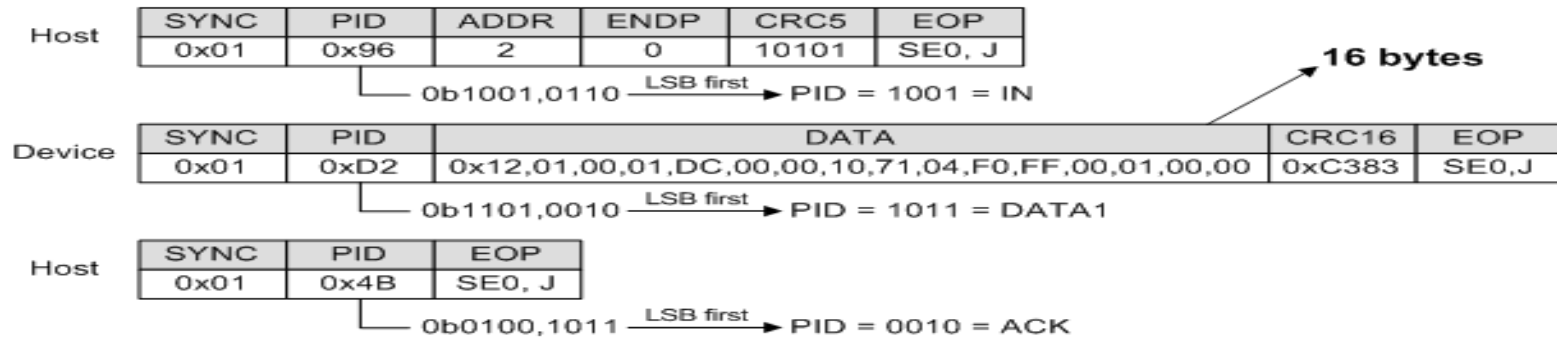 SYNC PID ADDR ENDP CRC5 EOP
Host
0x01 0x96 2 0 10101 SE0, J
16 bytes
0b1001,0110 LSB first PID = 1001 = IN
SYNC PID DATA CRC16 EOP
Device
0x01 0xD2 0x12,01,00,01,DC,00,00,10,71,04,F0,FF,00,01,00,00 0xC383 SE0,J
0b1101,0010 LSB first PID = 1011 = DATA1
SYNC PID EOP
Host
0x01 0x4B SE0, J
0b0100,1011 LSB first PID = 0010 = ACK